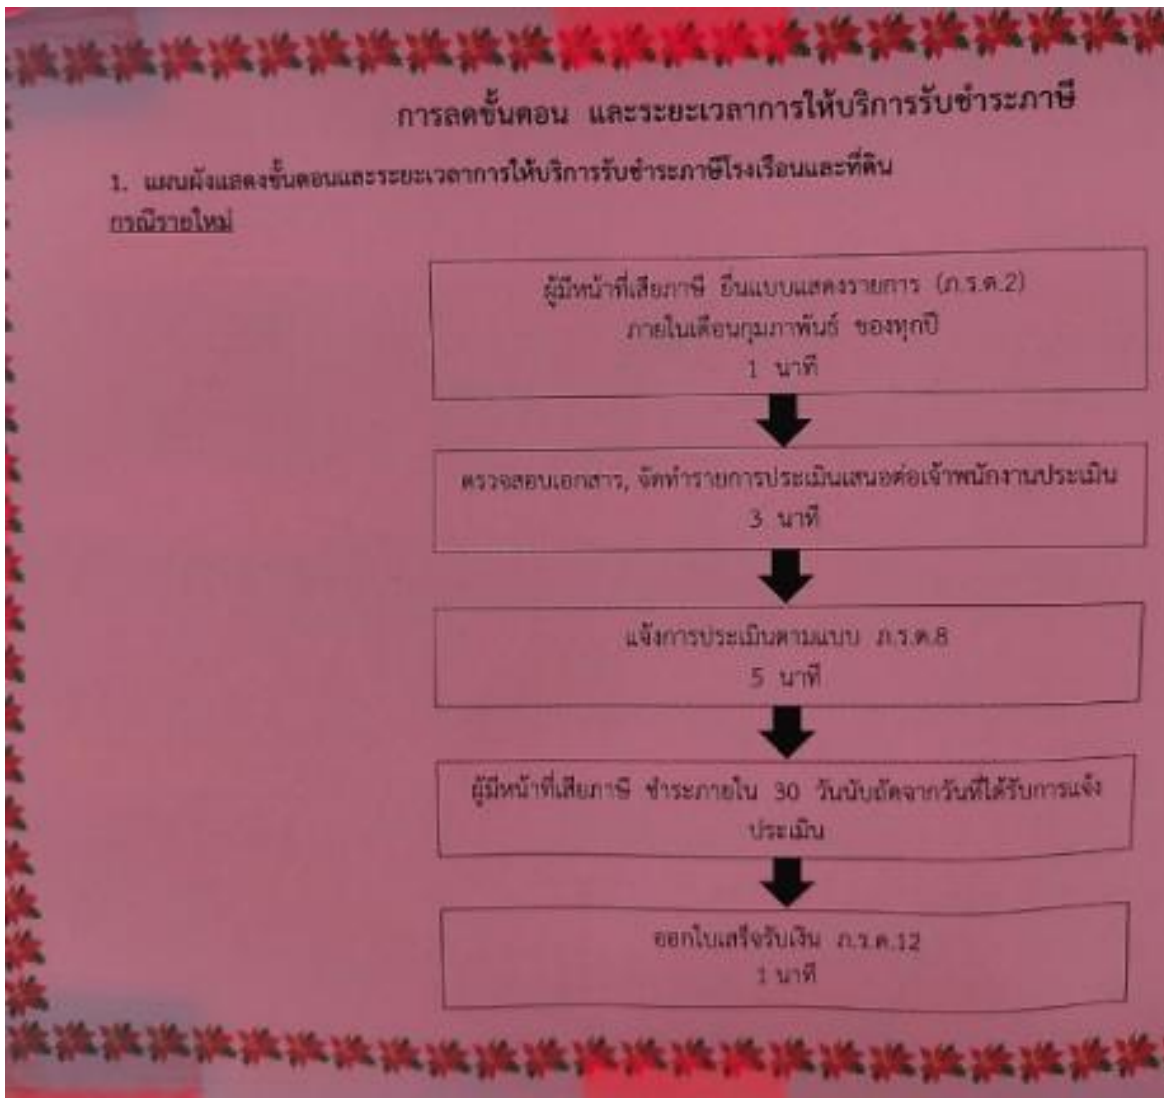 การลดขั้นตอน และระยะเวลาการให้บริการรับชำระภาษี
1. แผนผังแสดงขั้นตอนและระยะเวลาการให้บริการรับชำระภาษีโรงเรือนและที่ดิน
กรณีรายใหม่
ผู้มีหน้าที่เสียภาษี ยื่นแบบแสดงรายการ (ภ.ร.ด.2)
ภายในเดือนกุมภาพันธ์ ของทุกปี
1 นาที
ตรวจสอบเอกสาร, จัดทำรายการประเมินเสนอต่อเจ้าพนักงานประเมิน
3 นาที
แจ้งการประเมินตามแบบ ภ.ร.ด.8
5 นาที
ผู้มีหน้าที่เสียภาษี ชำระภายใน 30 วันนับถัดจากวันที่ได้รับการแจ้ง
ประเมิน
ออกใบเสร็จรับเงิน ภ.ร.ด.12
1 นาที